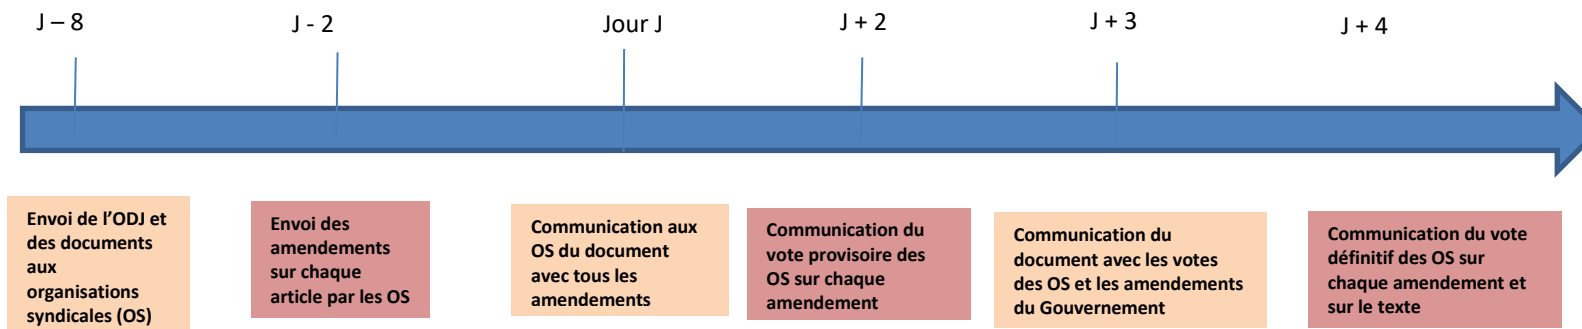 J – 8
J - 2
Jour J
J + 2
J + 3
J + 4
Envoi de l’ODJ et
des documents
aux
organisations
syndicales (OS)
Envoi des
amendements
sur chaque
article par les OS
Communication aux
OS du document
avec tous les
amendements
Communication du
vote provisoire des
OS sur chaque
amendement
Communication du
document avec les votes
des OS et les amendements
du Gouvernement
Communication du vote
définitif des OS sur
chaque amendement et
sur le texte